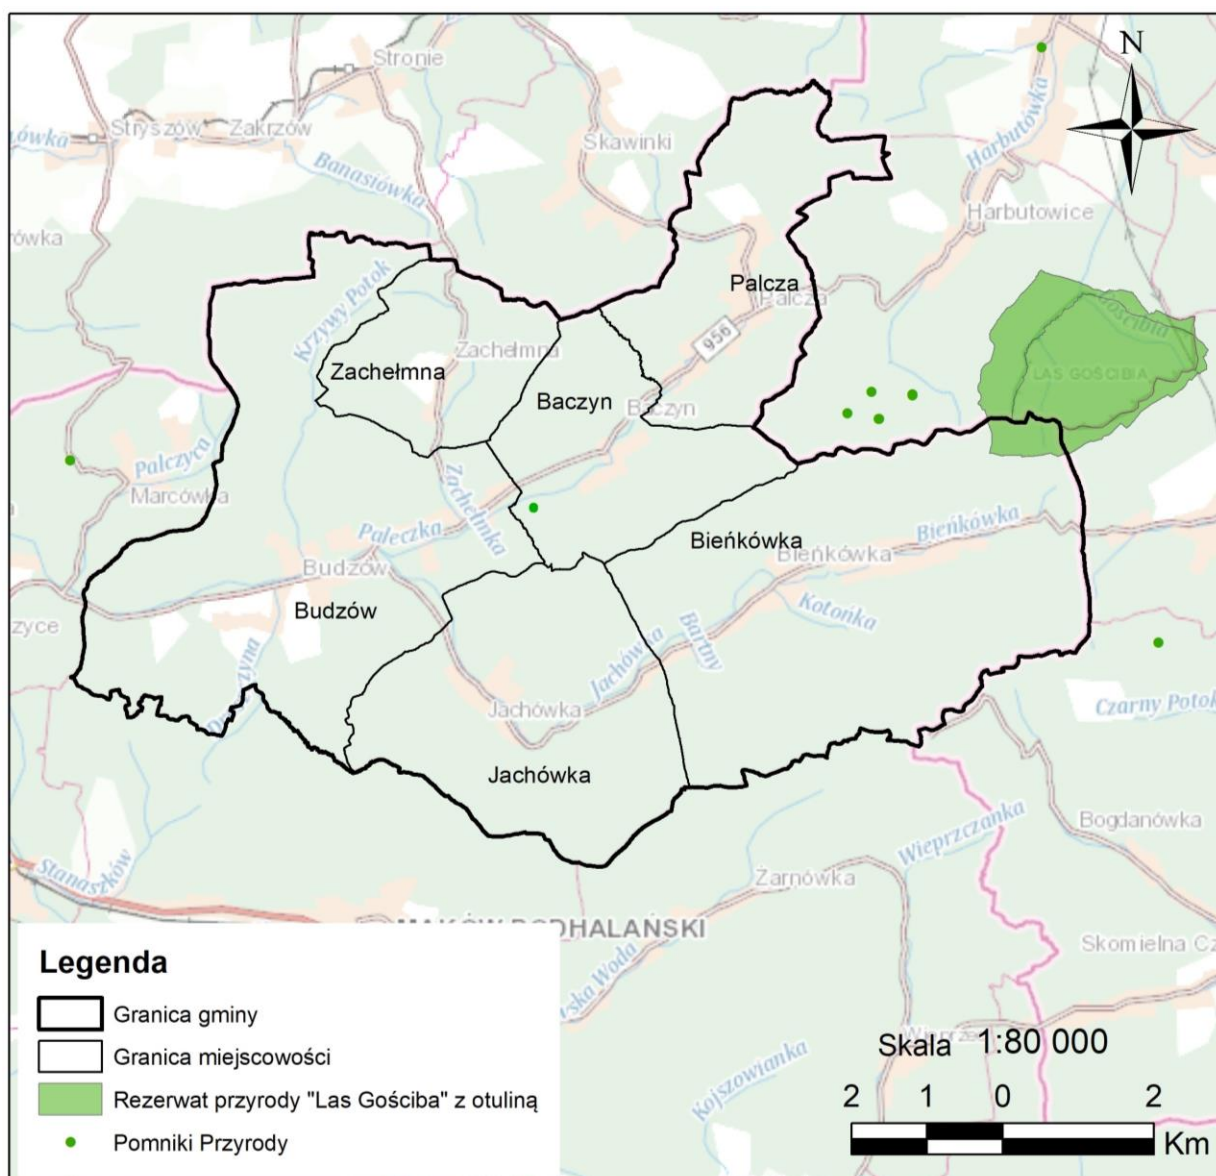 Stronie
N
Stryszów
Zakrzów
Skawinki
Harbutówka
Banasiówka
Harbutowice
Krzywy Potok
Palcza
Palcza
Gościbia
956
Zachełmna
Zachełmna
LAS GOŚCIBIA
Baczyn
Baczyn
Palczyca
Marcówka
Zachełmka
Paleczka
Bieńkówka
Bieńkówka
Bieńkówka
Budzów
Budzów
Kotońka
Bartny
Jachówka
Jachówka
Jachówka
Czarny Potok
Bogdanówka
Wieprzczanka
Stanaszków
Żarnówka
MAKÓW PODHALAŃSKI
Legenda
Granica gminy
Granica miejscowości
Rezerwat przyrody "Las Gościba" z otuliną
Pomniki Przyrody
Kojszowianka
Skala 1:80 000
2 1 0 2
Km